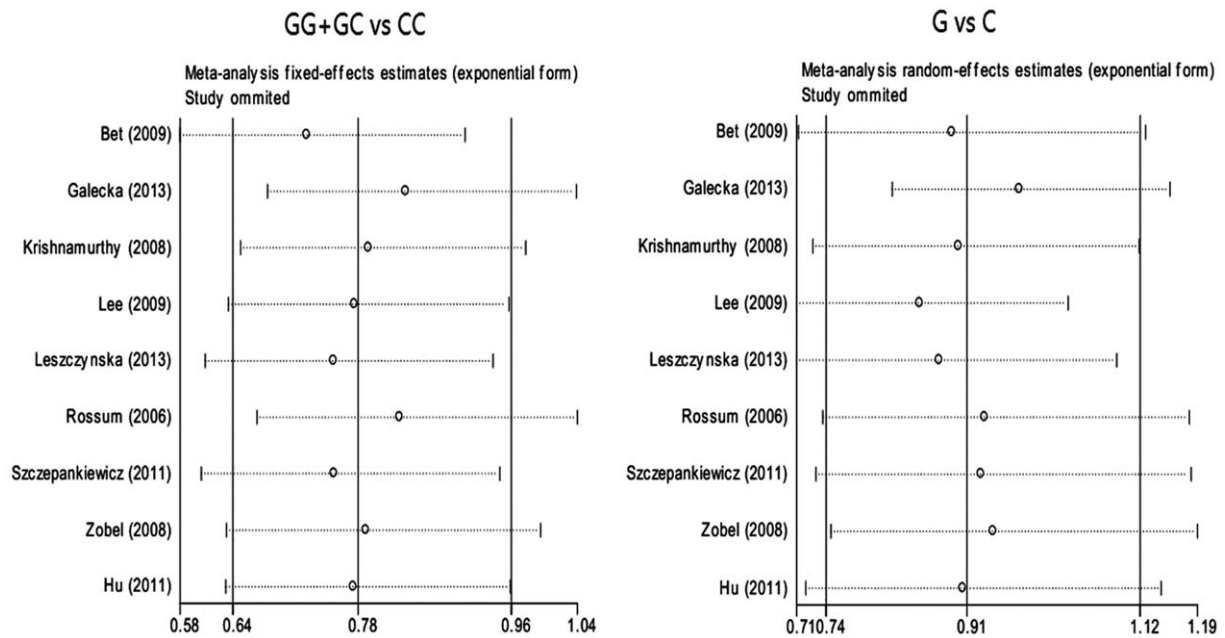 GG+GC vs CC
Meta-analysis fixed-effects estimates (exponential form)
Study ommited
Bet (2009)
Galecka (2013)
Krishnamurthy (2008)
Lee (2009)
Leszczynska (2013)
Rossum (2006)
Szczepankiewicz (2011)
Zobel (2008)
Hu (2011)
0.58 0.64 0.78 0.96 1.04
G vs C
Meta-analysis random-effects estimates (exponential form)
Study ommited
Bet (2009)
Galecka (2013)
Krishnamurthy (2008)
Lee (2009)
Leszczynska (2013)
Rossum (2006)
Szczepankiewicz (2011)
Zobel (2008)
Hu (2011)
0.710.74 0.91 1.12 1.19